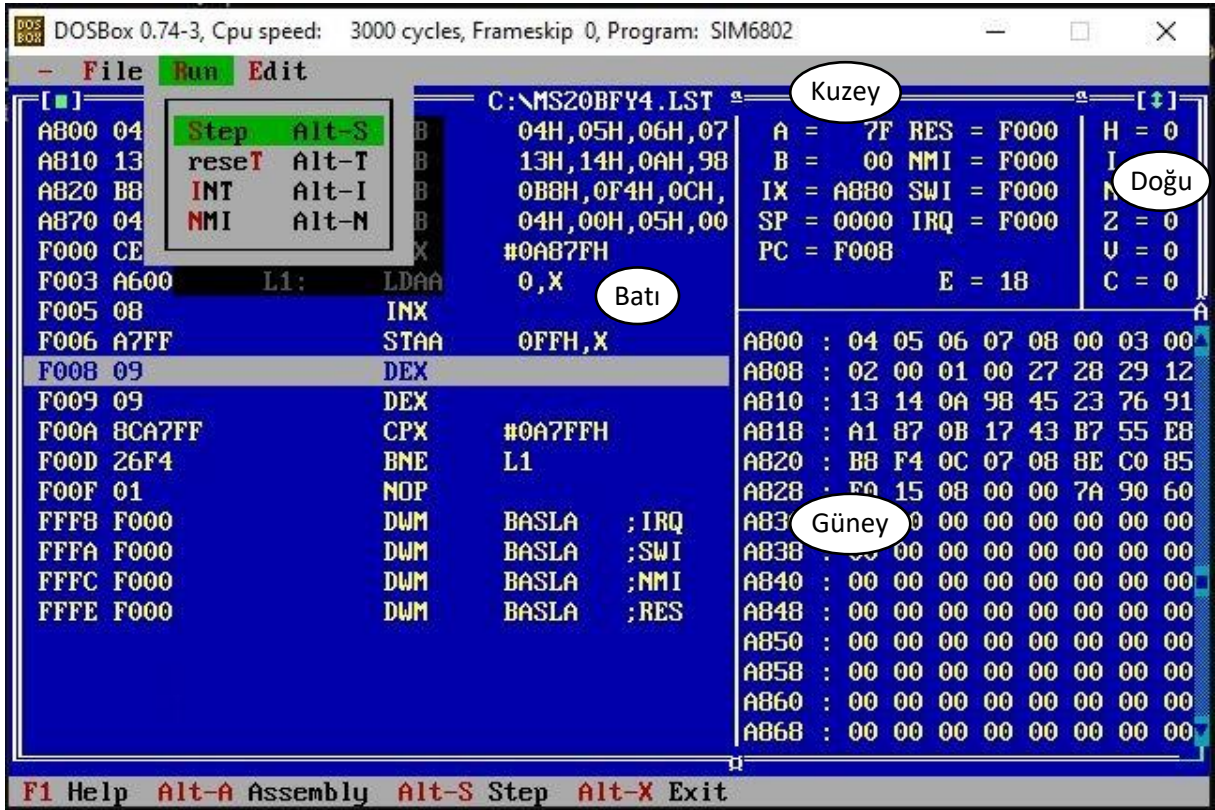 DOSBox 0.74-3, Cpu speed: 3000 cycles, Frameskip 0, Program: SIM6802
File Run Edit
Step Alt-S
reseT Alt-T
INT Alt-I
NMI Alt-N
C:\MS20BFY4.LST
A800 04 B 04H,05H,06H,07
A810 13 B 13H,14H,0AH,98
A820 B8 B 0B8H,0F4H,0CH,
A870 04 B 04H,00H,05H,00
F000 CE X #0A87FH
F003 A600 L1: LDAA 0,X
F005 08 INX
F006 A7FF STAA 0FFH,X
F008 09 DEX
F009 09 DEX
F00A 8CA7FF CPX #0A7FFH
F00D 26F4 BNE L1
F00F 01 NOP
FFF8 F000 DWM BASLA ;IRQ
FFFA F000 DWM BASLA ;SWI
FFFC F000 DWM BASLA ;NMI
FFFE F000 DWM BASLA ;RES
Batı
Kuzey
A = 7F RES = F000
B = 00 NMI = F000
IX = A880 SWI = F000
SP = 0000 IRQ = F000
PC = F008
E = 18
H = 0
I
Doğu
Z = 0
V = 0
C = 0
A800 : 04 05 06 07 08 00 03 00
A808 : 02 00 01 00 27 28 29 12
A810 : 13 14 0A 98 45 23 76 91
A818 : A1 87 0B 17 43 B7 55 E8
A820 : B8 F4 0C 07 08 8E C0 85
A828 : F0 15 08 00 00 7A 90 60
A83 0 00 00 00 00 00 00
Güney
A838 : 00 00 00 00 00 00 00 00
A840 : 00 00 00 00 00 00 00 00
A848 : 00 00 00 00 00 00 00 00
A850 : 00 00 00 00 00 00 00 00
A858 : 00 00 00 00 00 00 00 00
A860 : 00 00 00 00 00 00 00 00
A868 : 00 00 00 00 00 00 00 00
F1 Help Alt-A Assembly Alt-S Step Alt-X Exit